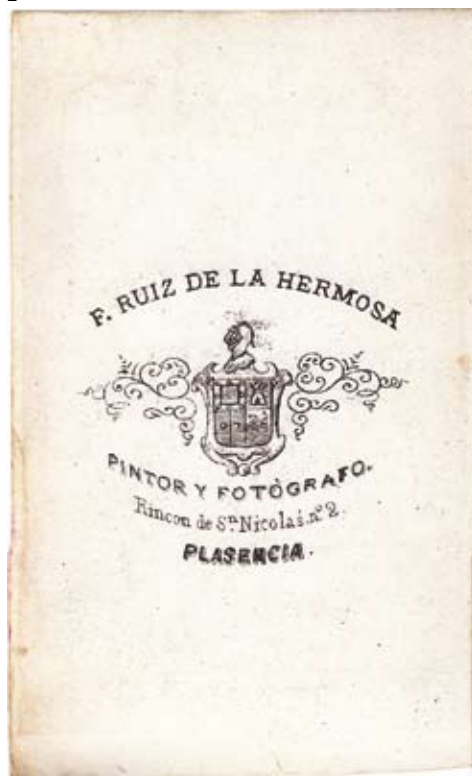 F. RUIZ DE LA HERMOSA
PINTOR Y FOTÓGRAFO.
Rincon de Sn. Nicolas. nº 2.
PLASENCIA.